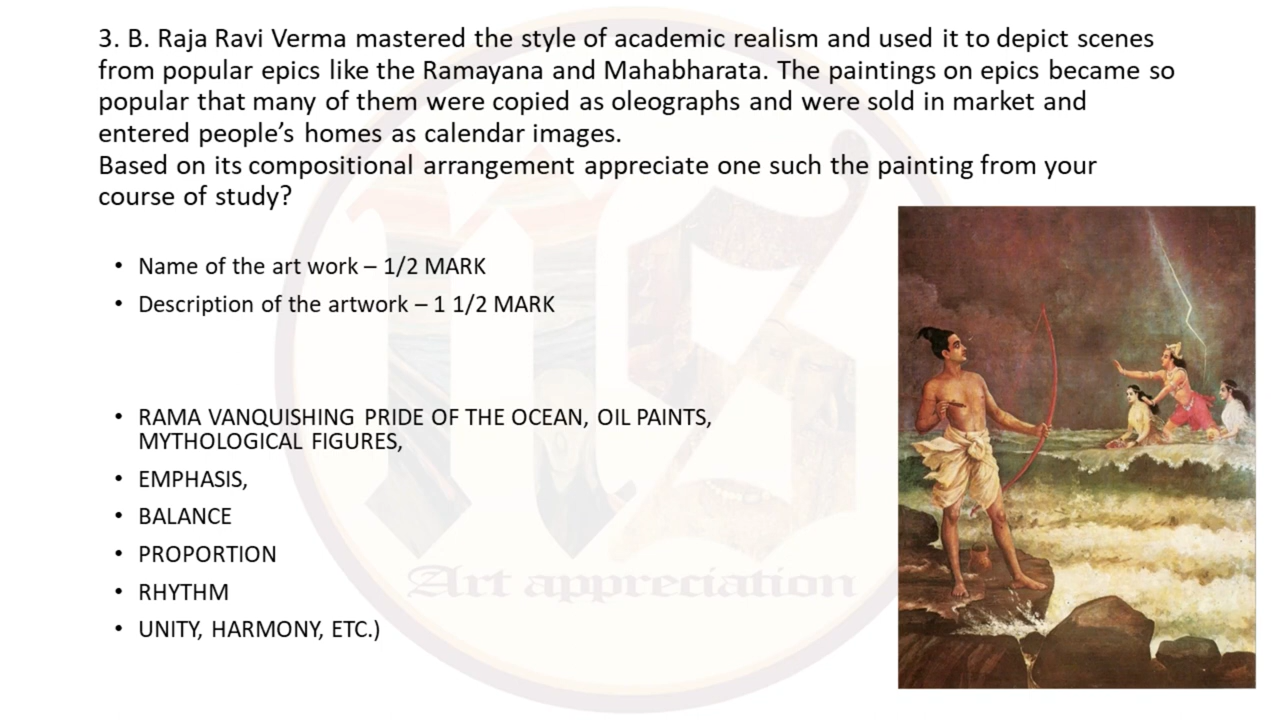 3. B. Raja Ravi Verma mastered the style of academic realism and used it to depict scenes
from popular epics like the Ramayana and Mahabharata. The paintings on epics became so
popular that many of them were copied as oleographs and were sold in market and
entered people’s homes as calendar images.
Based on its compositional arrangement appreciate one such the painting from your
course of study?
• Name of the art work – 1/2 MARK
• Description of the artwork – 1 1/2 MARK
• RAMA VANQUISHING PRIDE OF THE OCEAN, OIL PAINTS,
MYTHOLOGICAL FIGURES,
• EMPHASIS,
• BALANCE
• PROPORTION
• RHYTHM
• UNITY, HARMONY, ETC.)
nS
Art appreciation